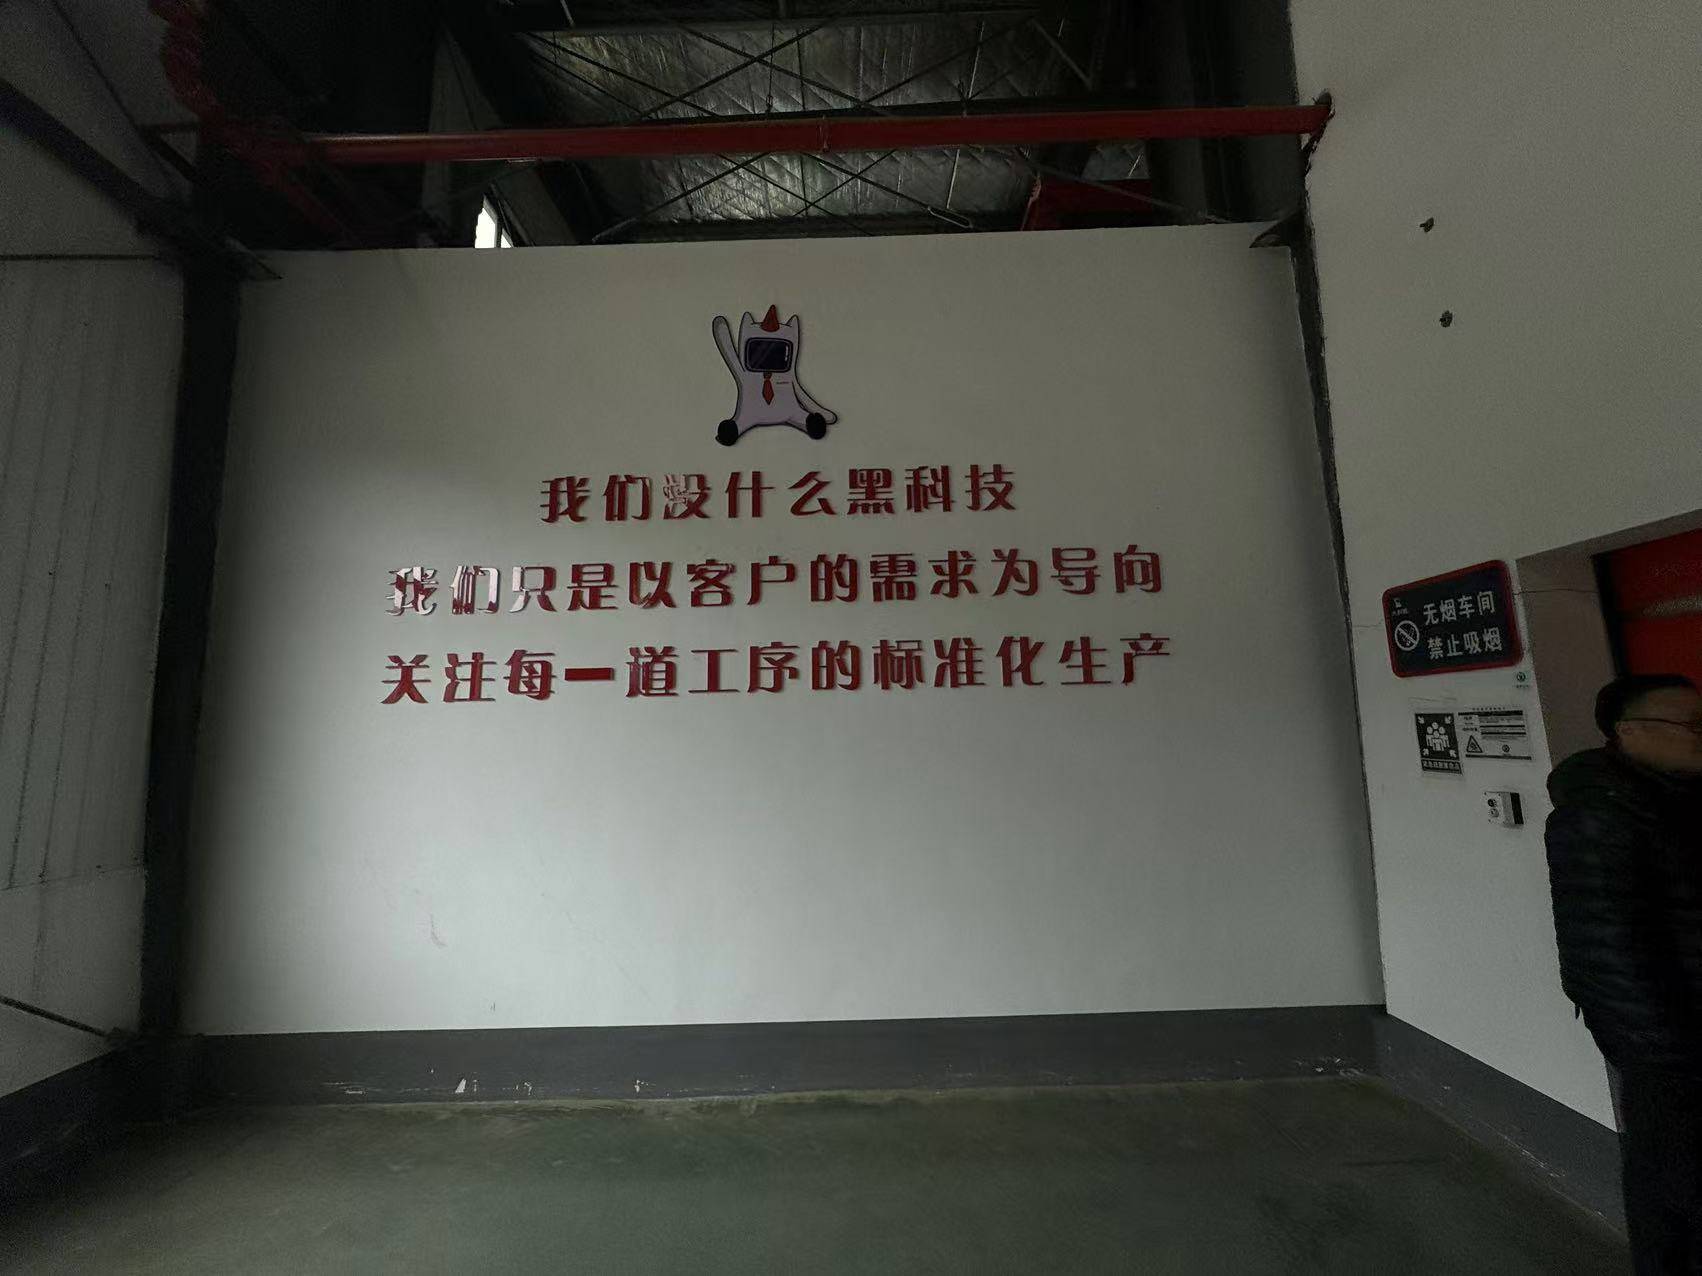 我们没什么黑科技
我们只是以客户的需求为导向
关注每一道工序的标准化生产
无烟车间
禁止吸烟